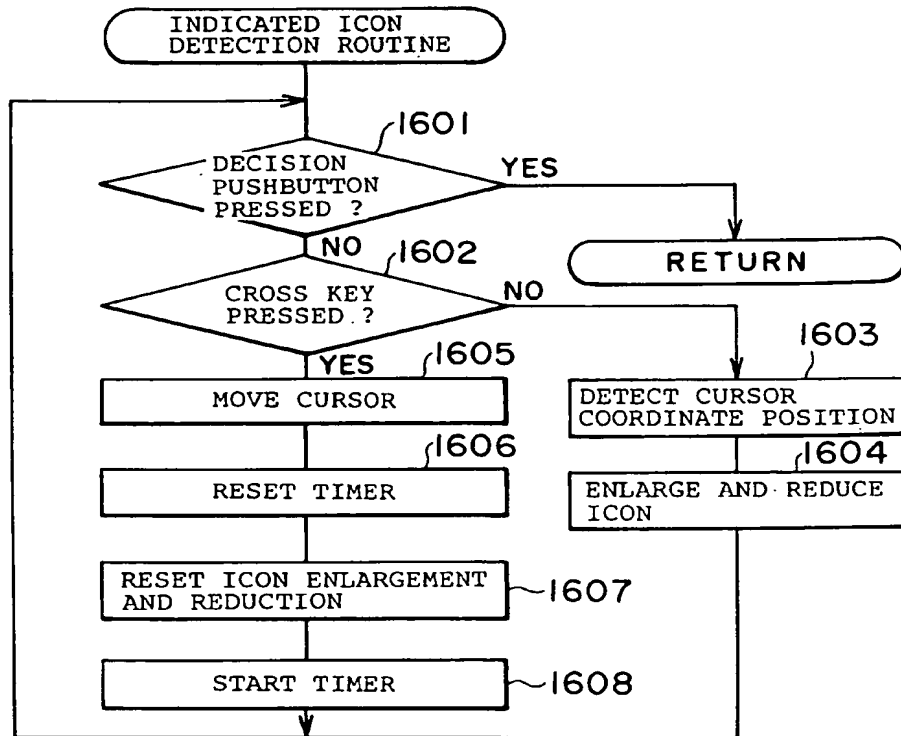 INDICATED ICON
DETECTION ROUTINE
1601
DECISION
PUSHBUTTON
PRESSED ?
YES
RETURN
NO
1602
CROSS KEY
PRESSED ?
NO
YES
1605
MOVE CURSOR
1606
RESET TIMER
1607
RESET ICON ENLARGEMENT
AND REDUCTION
START TIMER
1608
1603
DETECT CURSOR
COORDINATE POSITION
1604
ENLARGE AND REDUCE
ICON